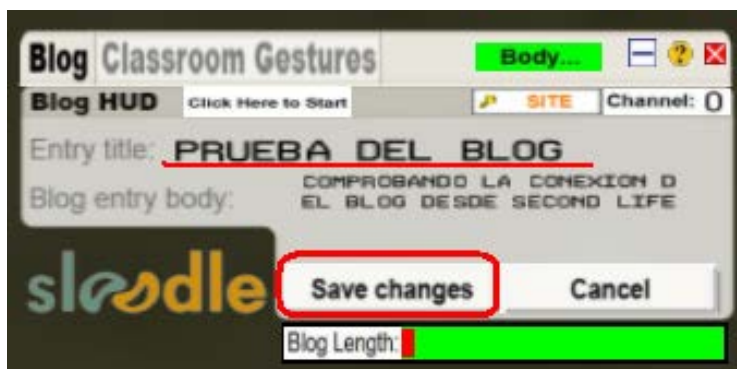 Blog Classroom Gestures Body... ?
Blog HUD Click Here to Start SITE Channel: 0
Entry title: PRUEBA DEL BLOG
Blog entry body: COMPROBANDO LA CONEXION D
EL BLOG DESDE SECOND LIFE
sloodle Save changes Cancel
Blog Length: